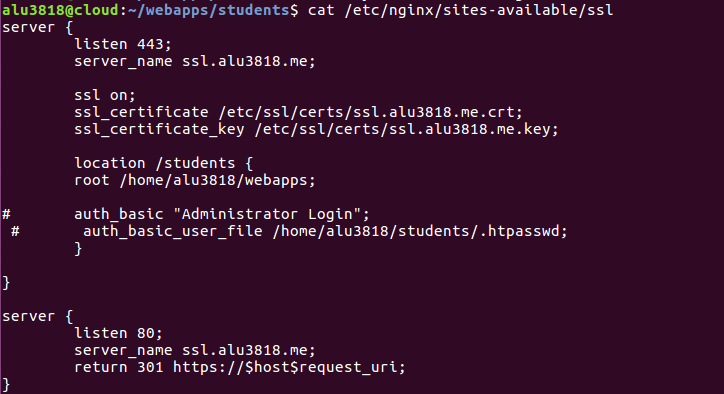 alu3818@cloud:~/webapps/students$ cat /etc/nginx/sites-available/ssl
server {
        listen 443;
        server_name ssl.alu3818.me;

        ssl on;
        ssl_certificate /etc/ssl/certs/ssl.alu3818.me.crt;
        ssl_certificate_key /etc/ssl/certs/ssl.alu3818.me.key;

        location /students {
        root /home/alu3818/webapps;

#       auth_basic "Administrator Login";
 #       auth_basic_user_file /home/alu3818/students/.htpasswd;
        }

}

server {
        listen 80;
        server_name ssl.alu3818.me;
        return 301 https://$host$request_uri;
}